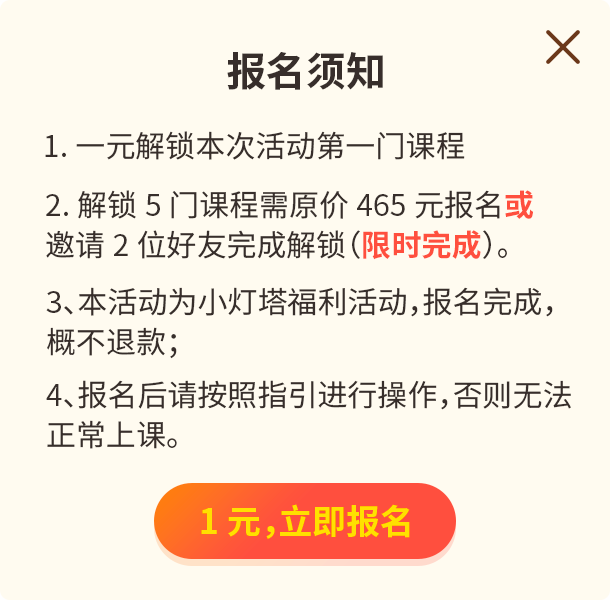 报名须知
1. 一元解锁本次活动第一门课程
2. 解锁 5 门课程需原价 465 元报名或
邀请 2 位好友完成解锁（限时完成）。
3、本活动为小灯塔福利活动，报名完成，
概不退款；
4、报名后请按照指引进行操作，否则无法
正常上课。
1 元，立即报名